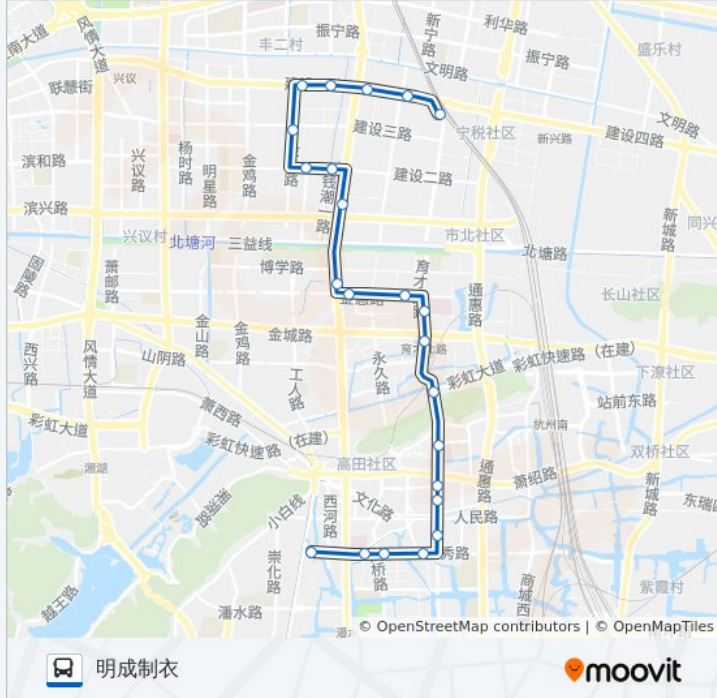 风情大道
南大道
丰二村
振宁路
新宁路
利华路
振宁路
盛乐村
文明路
联慧街
兴议
建设三路
宁税社区
新兴路
建设四路
文明路
滨和路
兴议路
杨时路
明星路
金鸡路
路
钱潮一路
建设二路
滨兴路
兴议村
北塘河
三益线
市北社区
北塘路
新城路
同兴
固陵路
萧邮路
博学路
育才
通惠路
长山社区
西兴路
风情大道
金山路
金鸡路
金城路
山阴路
工人路
永久路
彩虹大道
彩虹快速路（在建）
下湶社区
站前东路
彩虹大道
萧西路
彩虹快速路（在建）
杭州南
双桥社区
湘湖
高田社区
通惠路
萧绍路
新城路
小白线
西河路
文化路
人民路
东瑞
崇化路
桥路
秀路
越王路
潘水路
商城西
紫霞村
© OpenStreetMap contributors | © OpenMapTiles
明成制衣
moovit